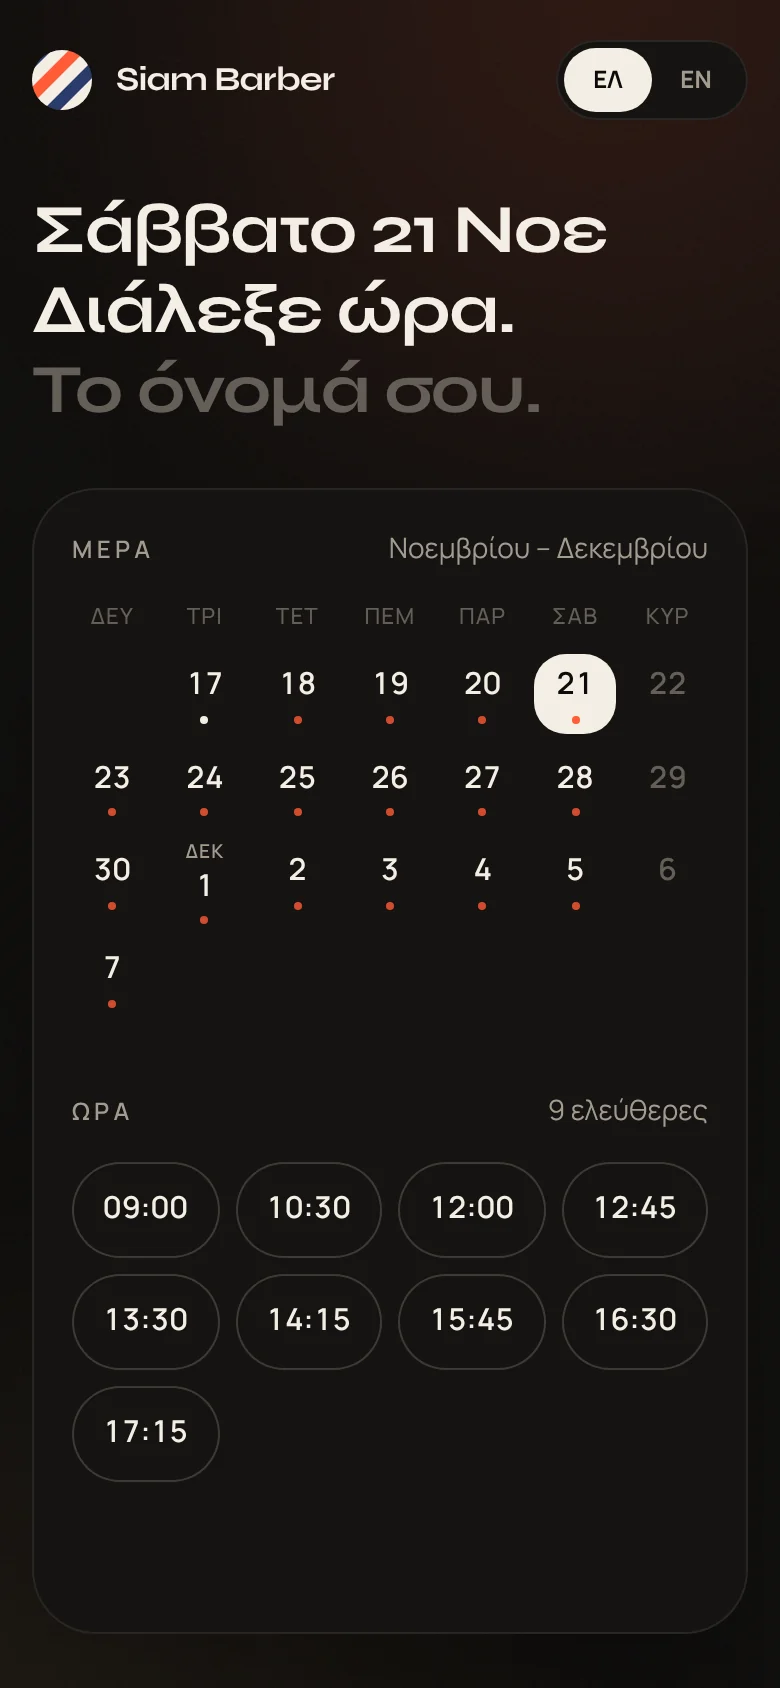 Siam Barber
ΕΛ EN
Σάββατο 21 Νοε
Διάλεξε ώρα.
Το όνομά σου.
ΜΕΡΑ Νοεμβρίου – Δεκεμβρίου
ΔΕΥ ΤΡΙ ΤΕΤ ΠΕΜ ΠΑΡ ΣΑΒ ΚΥΡ
17 18 19 20 21 22
23 24 25 26 27 28 29
30 ΔΕΚ 1 2 3 4 5 6
7
ΩΡΑ 9 ελεύθερες
09:00 10:30 12:00 12:45
13:30 14:15 15:45 16:30
17:15